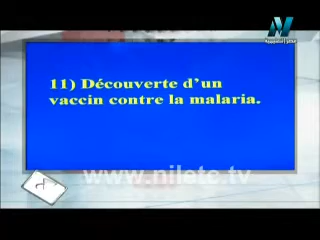 11) Découverte d'un
vaccin contre la malaria.
www.niletc.tv